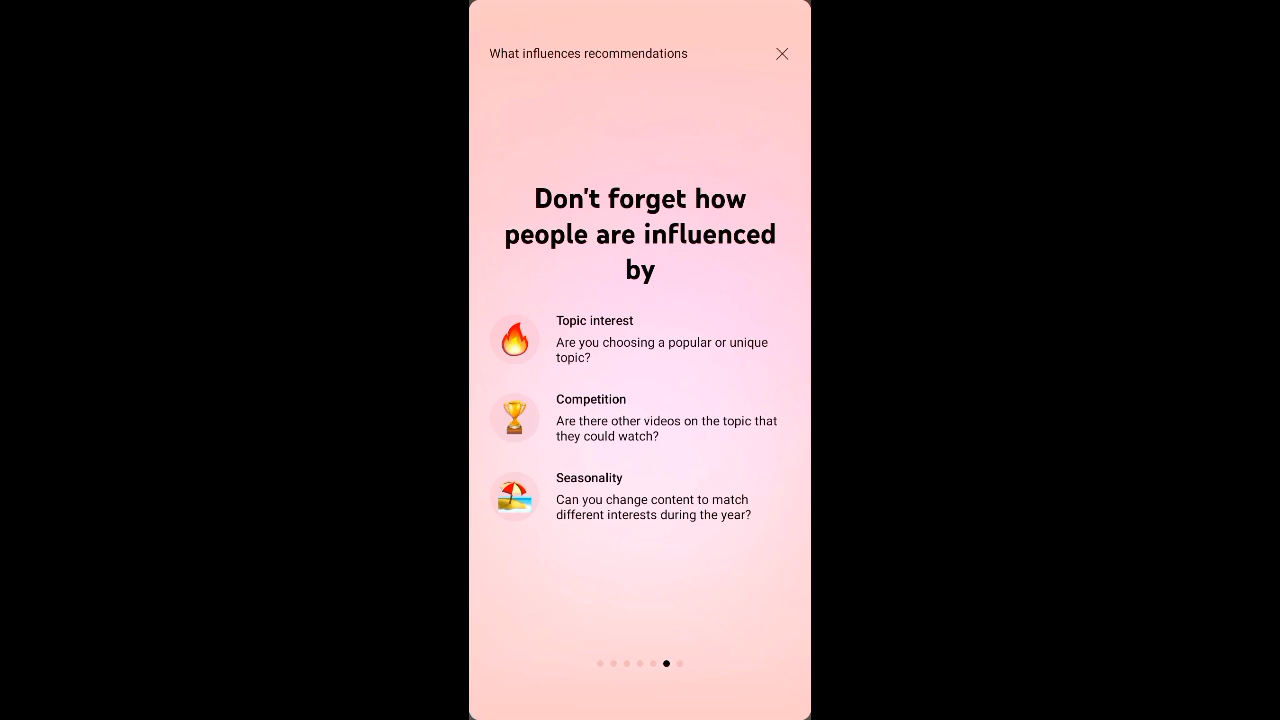 What influences recommendations
Don't forget how
people are influenced
by
Topic interest
Are you choosing a popular or unique
topic?
Competition
Are there other videos on the topic that
they could watch?
Seasonality
Can you change content to match
different interests during the year?